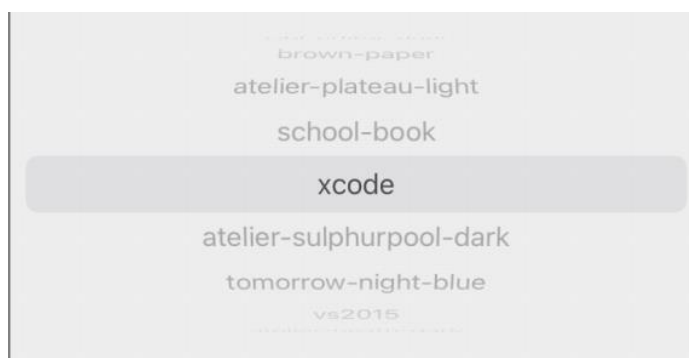 brown-paper
atelier-plateau-light
school-book
xcode
atelier-sulphurpool-dark
tomorrow-night-blue
vs2015